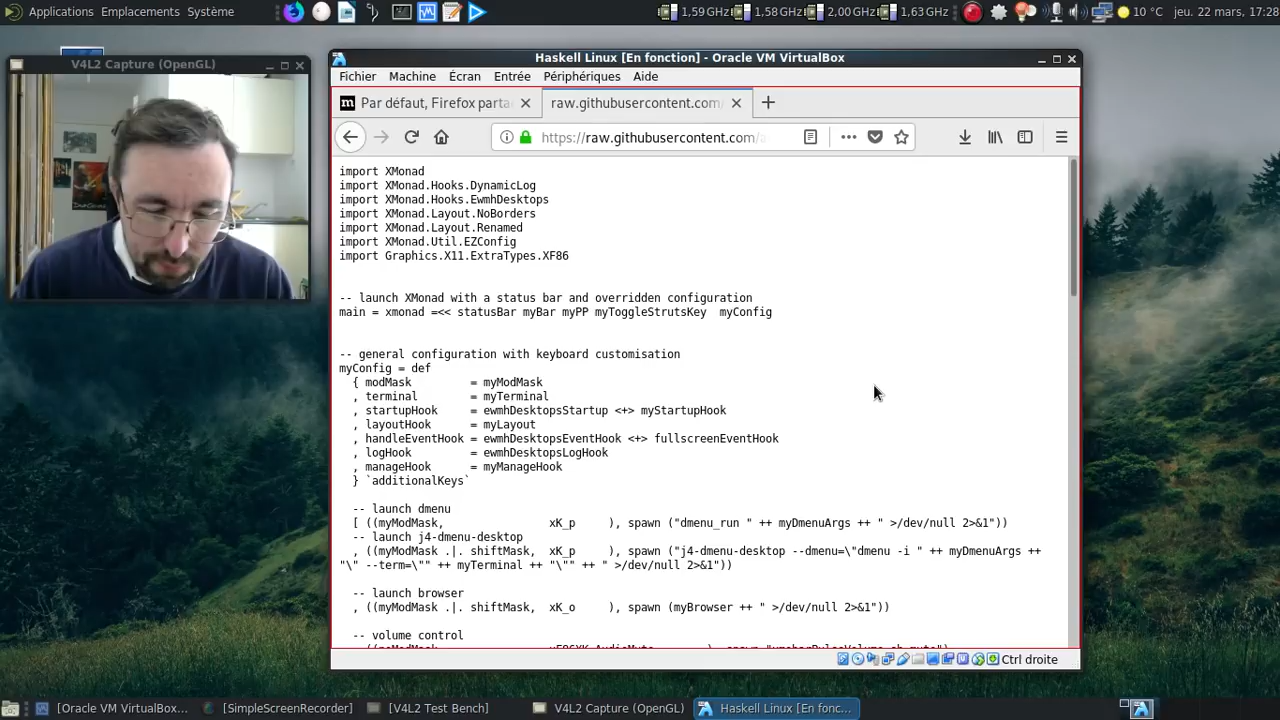 Applications Emplacements Système
1,59 GHz 1,58 GHz 2,00 GHz 1,63 GHz 10 °C jeu. 22 mars, 17:28
V4L2 Capture (OpenGL)
Haskell Linux [En fonction] - Oracle VM VirtualBox
Fichier Machine Écran Entrée Périphériques Aide
m Par défaut, Firefox parta raw.githubusercontent.com/
https://raw.githubusercontent.com/a
import XMonad
import XMonad.Hooks.DynamicLog
import XMonad.Hooks.EwmhDesktops
import XMonad.Layout.NoBorders
import XMonad.Layout.Renamed
import XMonad.Util.EZConfig
import Graphics.X11.ExtraTypes.XF86
-- launch XMonad with a status bar and overridden configuration
main = xmonad =<< statusBar myBar myPP myToggleStrutsKey  myConfig
-- general configuration with keyboard customisation
myConfig = def
{ modMask         = myModMask
, terminal        = myTerminal
, startupHook     = ewmhDesktopsStartup <+> myStartupHook
, layoutHook      = myLayout
, handleEventHook = ewmhDesktopsEventHook <+> fullscreenEventHook
, logHook         = ewmhDesktopsLogHook
, manageHook      = myManageHook
} `additionalKeys`
-- launch dmenu
[ ((myModMask,                xK_p     ), spawn ("dmenu_run " ++ myDmenuArgs ++ " >/dev/null 2>&1"))
-- launch j4-dmenu-desktop
, ((myModMask .|. shiftMask,  xK_p     ), spawn ("j4-dmenu-desktop --dmenu=\"dmenu -i " ++ myDmenuArgs ++
"\" --term=\"" ++ myTerminal ++ "\"" ++ " >/dev/null 2>&1"))
-- launch browser
, ((myModMask .|. shiftMask,  xK_o     ), spawn (myBrowser ++ " >/dev/null 2>&1"))
-- volume control
Ctrl droite
[Oracle VM VirtualBox... [SimpleScreenRecorder] [V4L2 Test Bench] V4L2 Capture (OpenGL) Haskell Linux [En fonc...